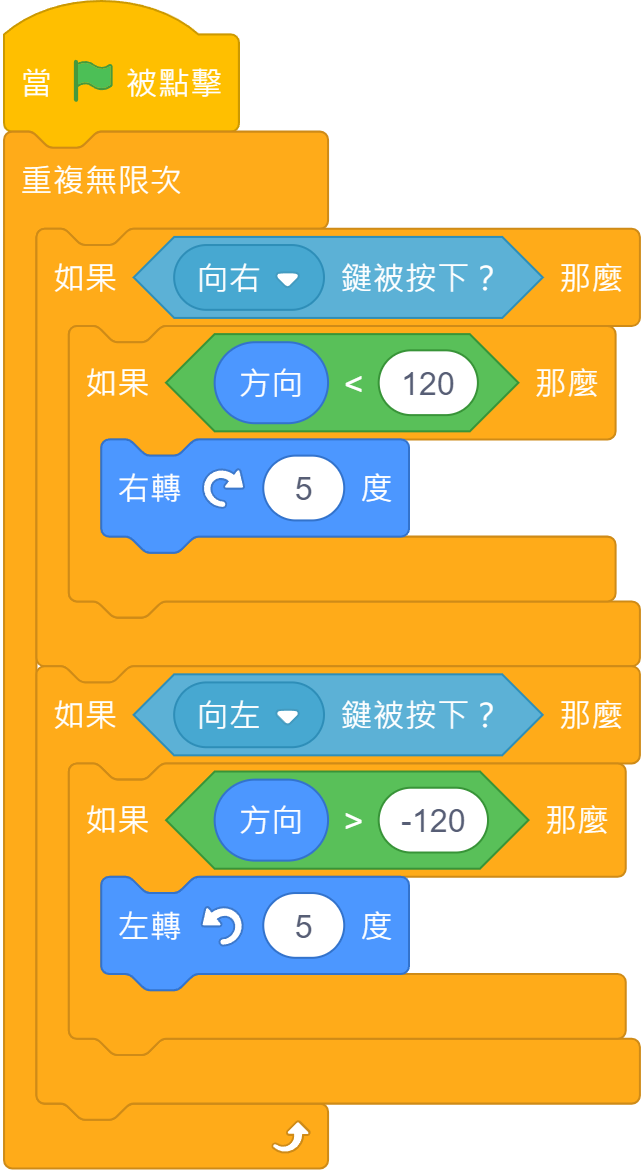 當 被點擊
重複無限次
如果 向右 鍵被按下？ 那麼
如果 方向 < 120 那麼
右轉 5 度
如果 向左 鍵被按下？ 那麼
如果 方向 > -120 那麼
左轉 5 度